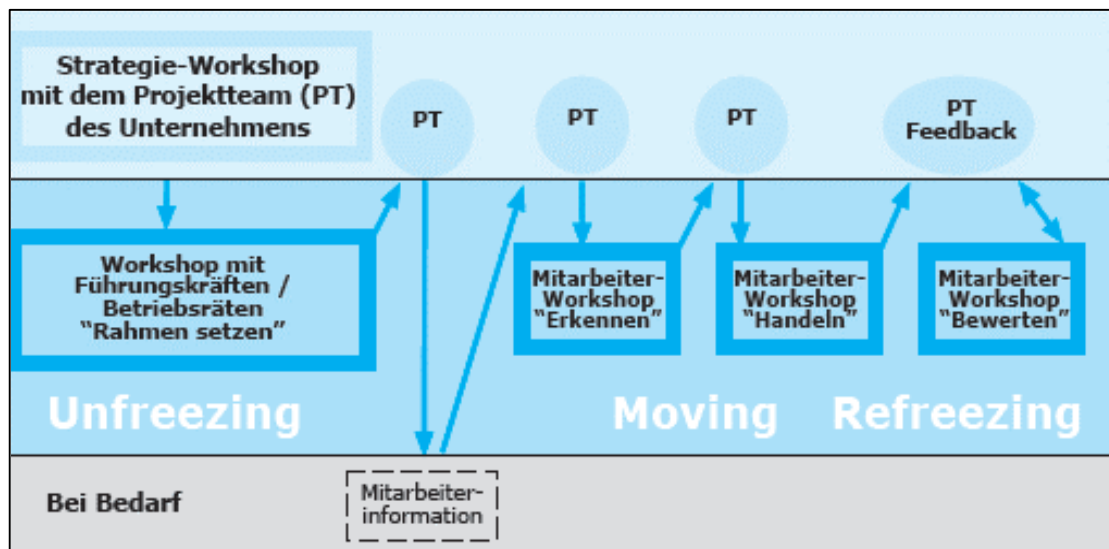 Strategie-Workshop
mit dem Projektteam (PT)
des Unternehmens
PT
PT
PT
PT
Feedback
Workshop mit
Führungskräften /
Betriebsräten
“Rahmen setzen”
Mitarbeiter-
Workshop
“Erkennen”
Mitarbeiter-
Workshop
“Handeln”
Mitarbeiter-
Workshop
“Bewerten”
Unfreezing
Moving
Refreezing
Bei Bedarf
Mitarbeiter-
information